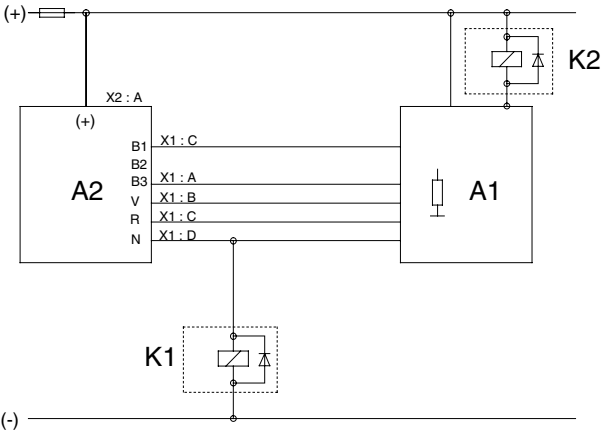 (+)
K2
X2 : A
(+)
B1 X1 : C
B2
B3 X1 : A
A2
A1
V X1 : B
R X1 : C
N X1 : D
K1
(-)